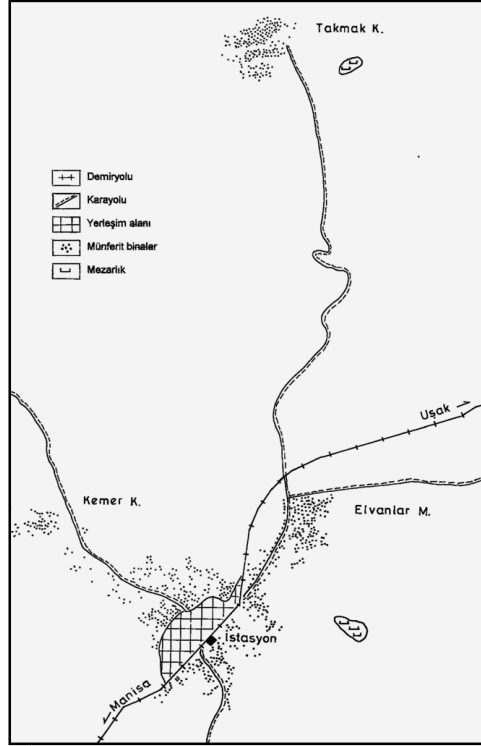 Takmak K.
Demiryolu
Karayolu
Yerleşim alanı
Münferit binalar
Mezarlık
Uşak
Kemer K.
Elvanlar M.
İstasyon
Manisa